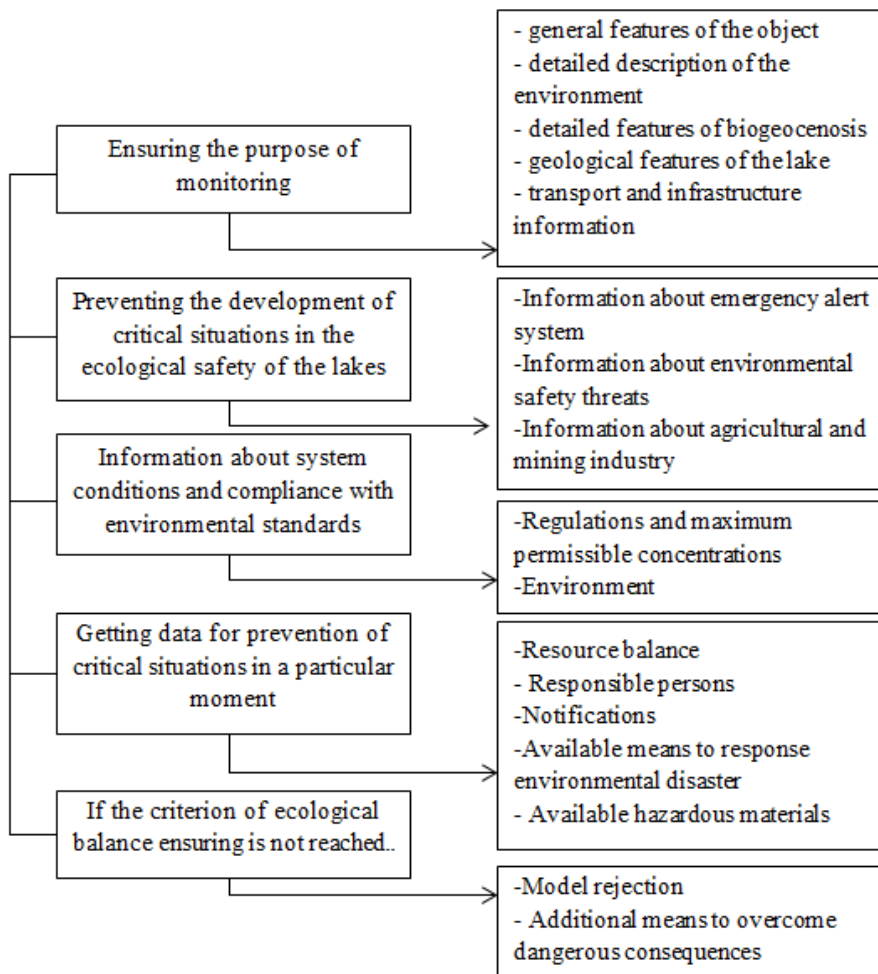 Ensuring the purpose of
monitoring
- general features of the object
- detailed description of the
environment
- detailed features of biogeocenosis
- geological features of the lake
- transport and infrastructure
information
Preventing the development of
critical situations in the
ecological safety of the lakes
-Information about emergency alert
system
-Information about environmental
safety threats
-Information about agricultural and
mining industry
Information about system
conditions and compliance with
environmental standards
-Regulations and maximum
permissible concentrations
-Environment
Getting data for prevention of
critical situations in a particular
moment
-Resource balance
- Responsible persons
-Notifications
-Available means to response
environmental disaster
- Available hazardous materials
If the criterion of ecological
balance ensuring is not reached..
-Model rejection
- Additional means to overcome
dangerous consequences